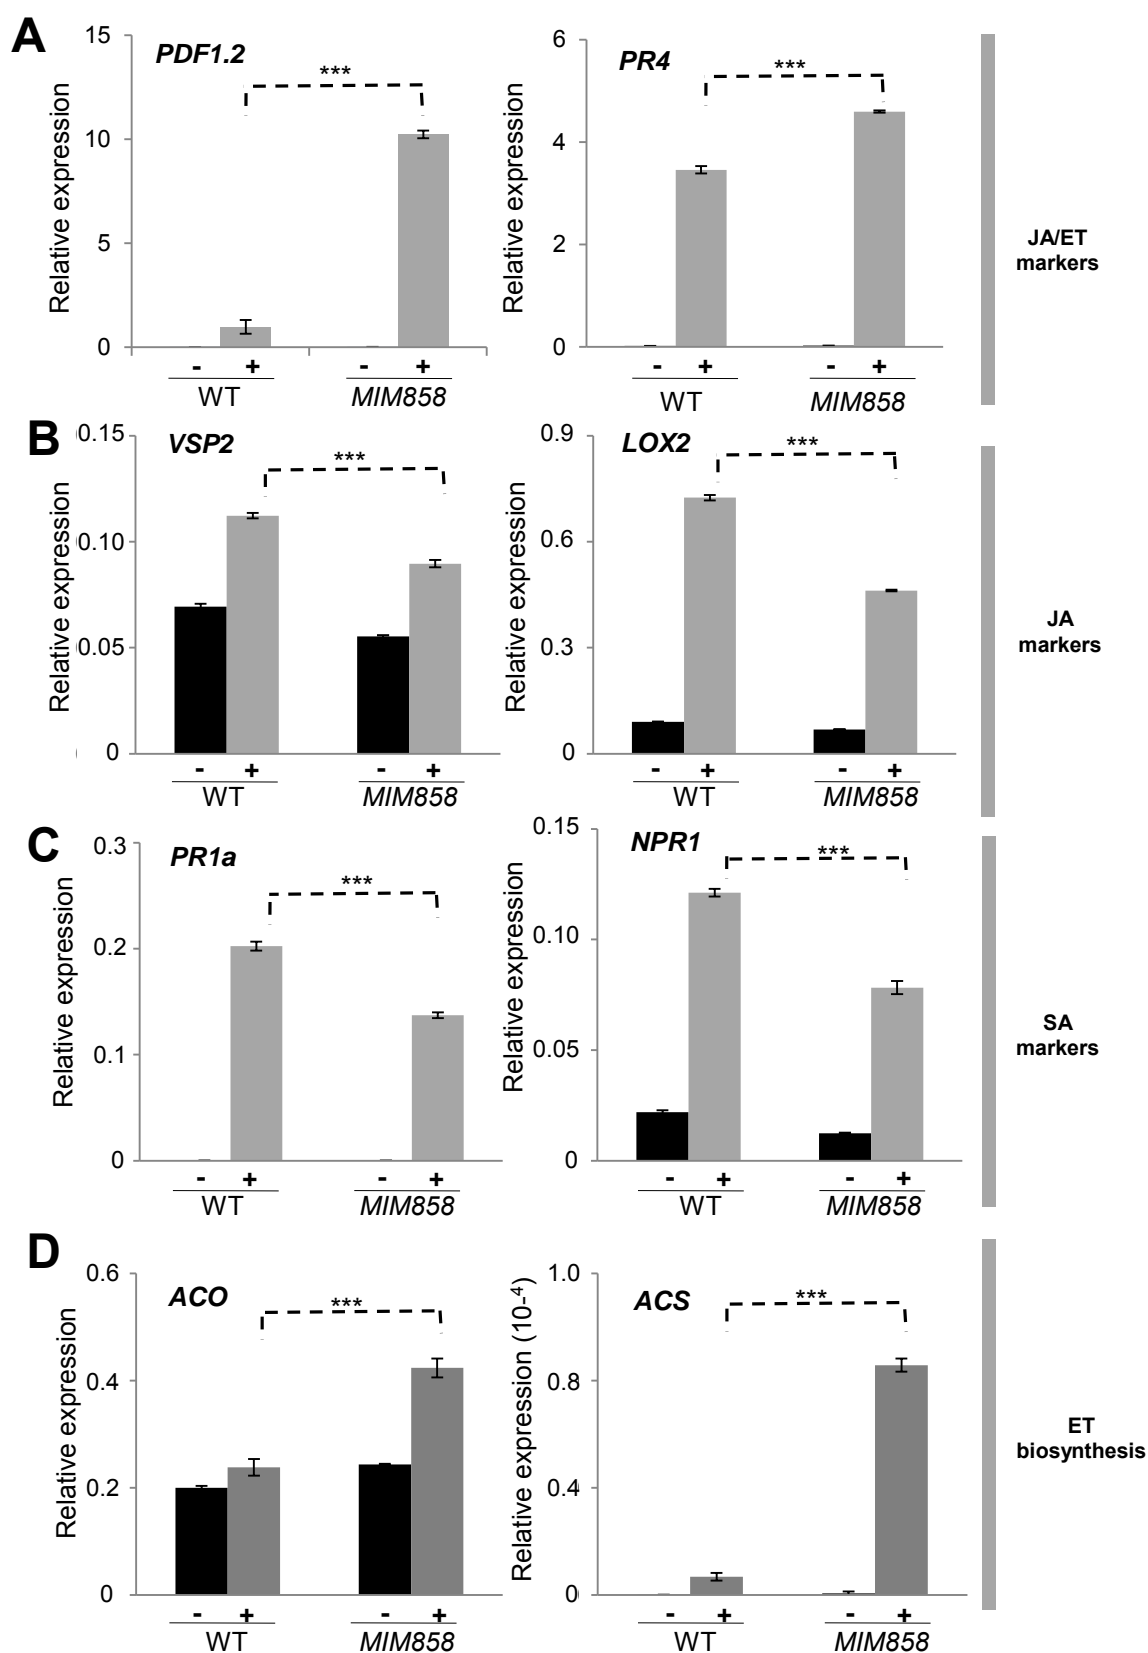 A
PDF1.2
***
Relative expression
15
10
5
0
- + - +
WT MIM858
PR4
***
Relative expression
6
4
2
0
- + - +
WT MIM858
JA/ET
markers
B
VSP2
***
Relative expression
0.15
0.10
0.05
0
- + - +
WT MIM858
LOX2
***
Relative expression
0.9
0.6
0.3
0
- + - +
WT MIM858
JA
markers
C
PR1a
***
Relative expression
0.3
0.2
0.1
0
- + - +
WT MIM858
NPR1
***
Relative expression
0.15
0.10
0.05
0
- + - +
WT MIM858
SA
markers
D
ACO
***
Relative expression
0.6
0.4
0.2
0
- + - +
WT MIM858
ACS
***
Relative expression (10-4)
1.0
0.8
0.4
0
- + - +
WT MIM858
ET
biosynthesis